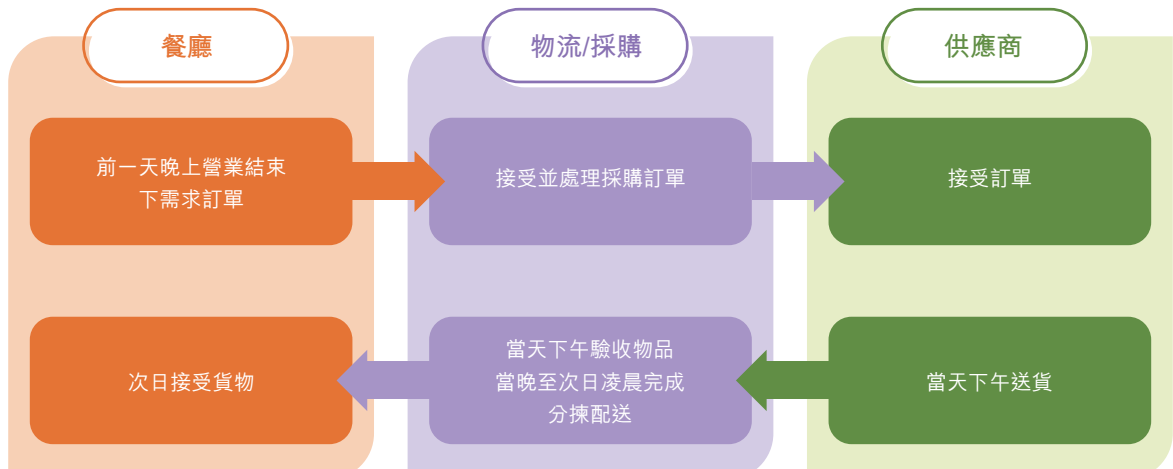 餐廳
物流/採購
供應商
前一天晚上營業結束
下需求訂單
接受並處理採購訂單
接受訂單
次日接受貨物
當天下午驗收物品
當晚至次日凌晨完成
分揀配送
當天下午送貨